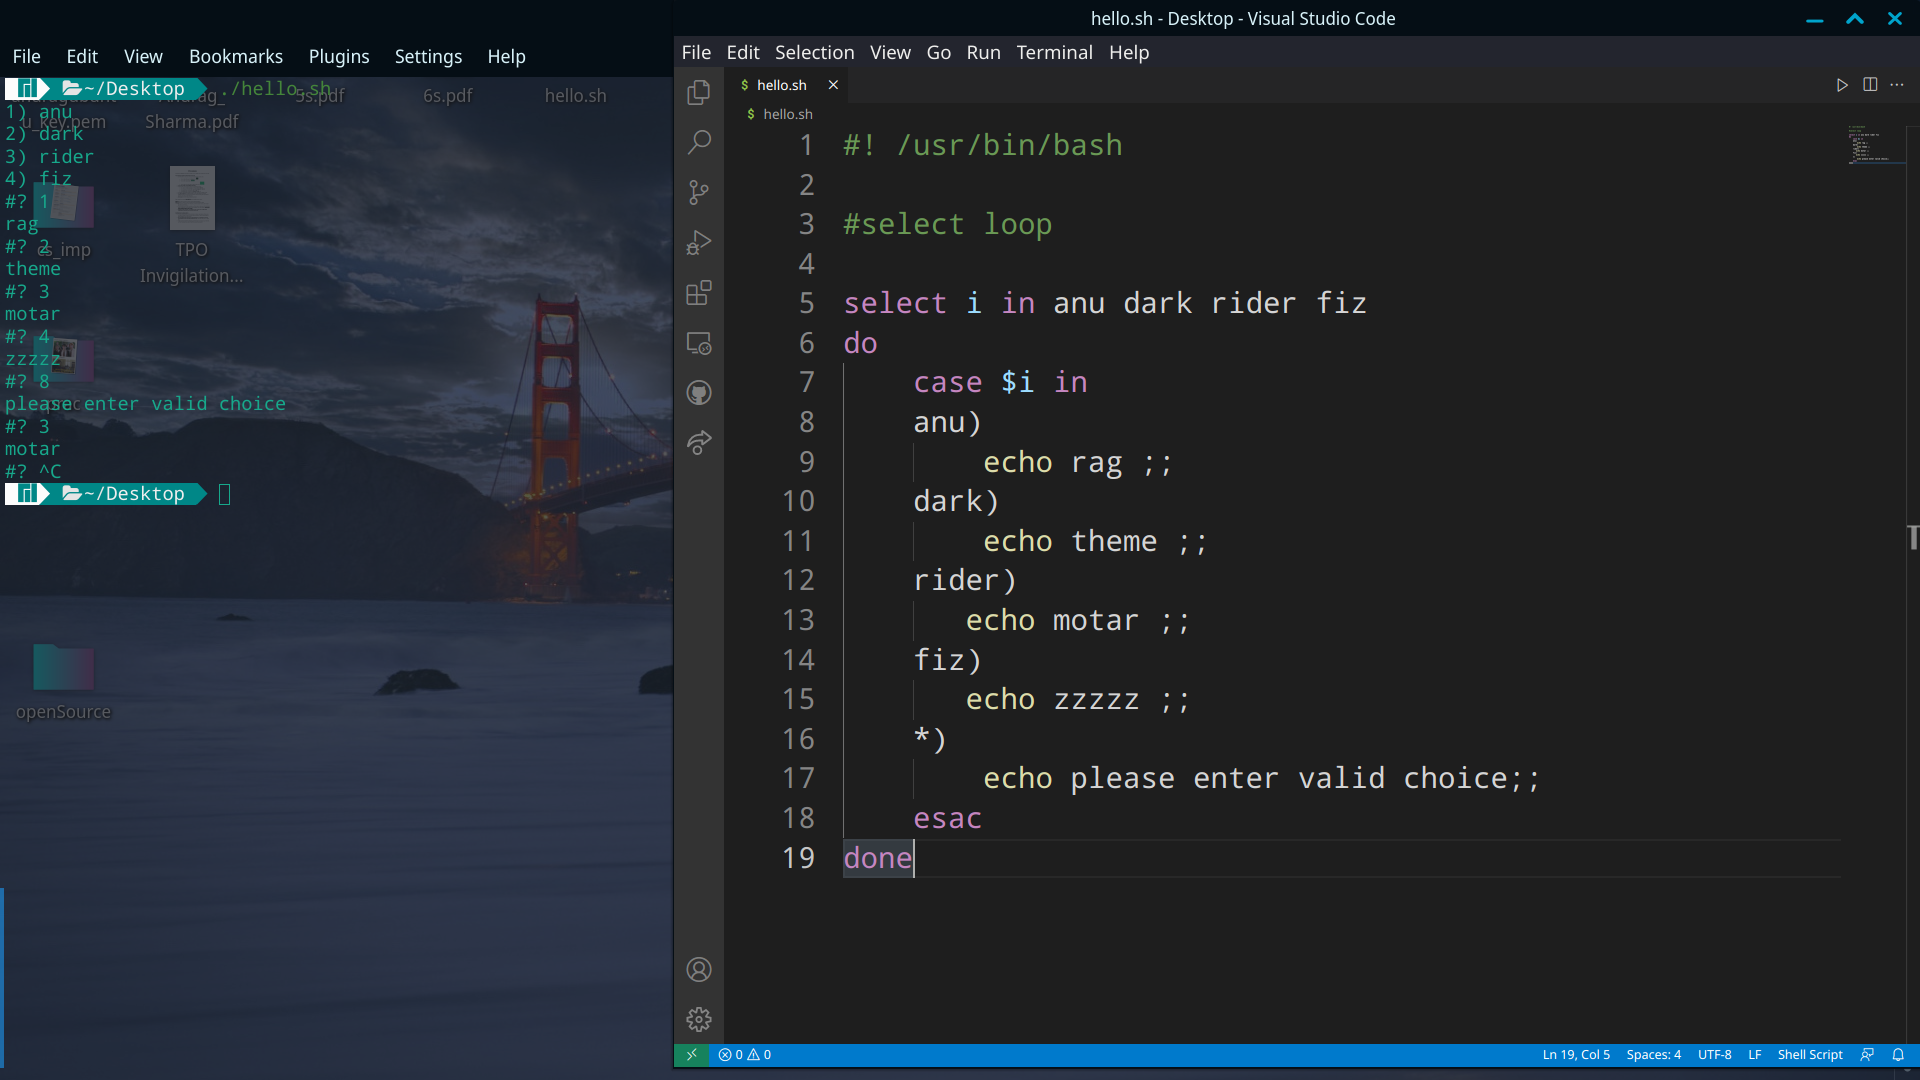 hello.sh - Desktop - Visual Studio Code
File Edit View Bookmarks Plugins Settings Help
~/Desktop ./hello.sh
1) anu
2) dark
3) rider
4) fiz
#? 1
rag
#? 2
theme
#? 3
motar
#? 4
zzzzz
#? 8
please enter valid choice
#? 3
motar
#? ^C
~/Desktop
5s.pdf
6s.pdf
hello.sh
u_key.pem
Sharma.pdf
cs_imp
TPO
Invigilation...
openSource
File Edit Selection View Go Run Terminal Help
$ hello.sh
$ hello.sh
1 #! /usr/bin/bash
2
3 #select loop
4
5 select i in anu dark rider fiz
6 do
7 case $i in
8 anu)
9 echo rag ;;
10 dark)
11 echo theme ;;
12 rider)
13 echo motar ;;
14 fiz)
15 echo zzzzz ;;
16 *)
17 echo please enter valid choice;;
18 esac
19 done
0 0 Ln 19, Col 5 Spaces: 4 UTF-8 LF Shell Script